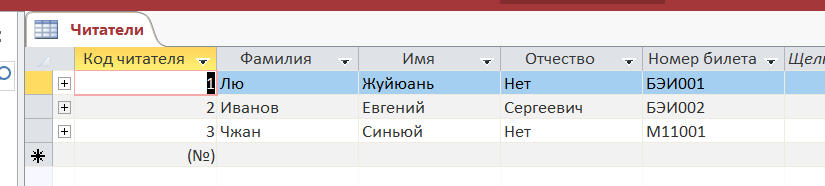 Читатели
Код читателя Фамилия Имя Отчество Номер билета Щел
1 Лю Жуйюань Нет БЭИ001
2 Иванов Евгений Сергеевич БЭИ002
3 Чжан Синьюй Нет М11001
(№)